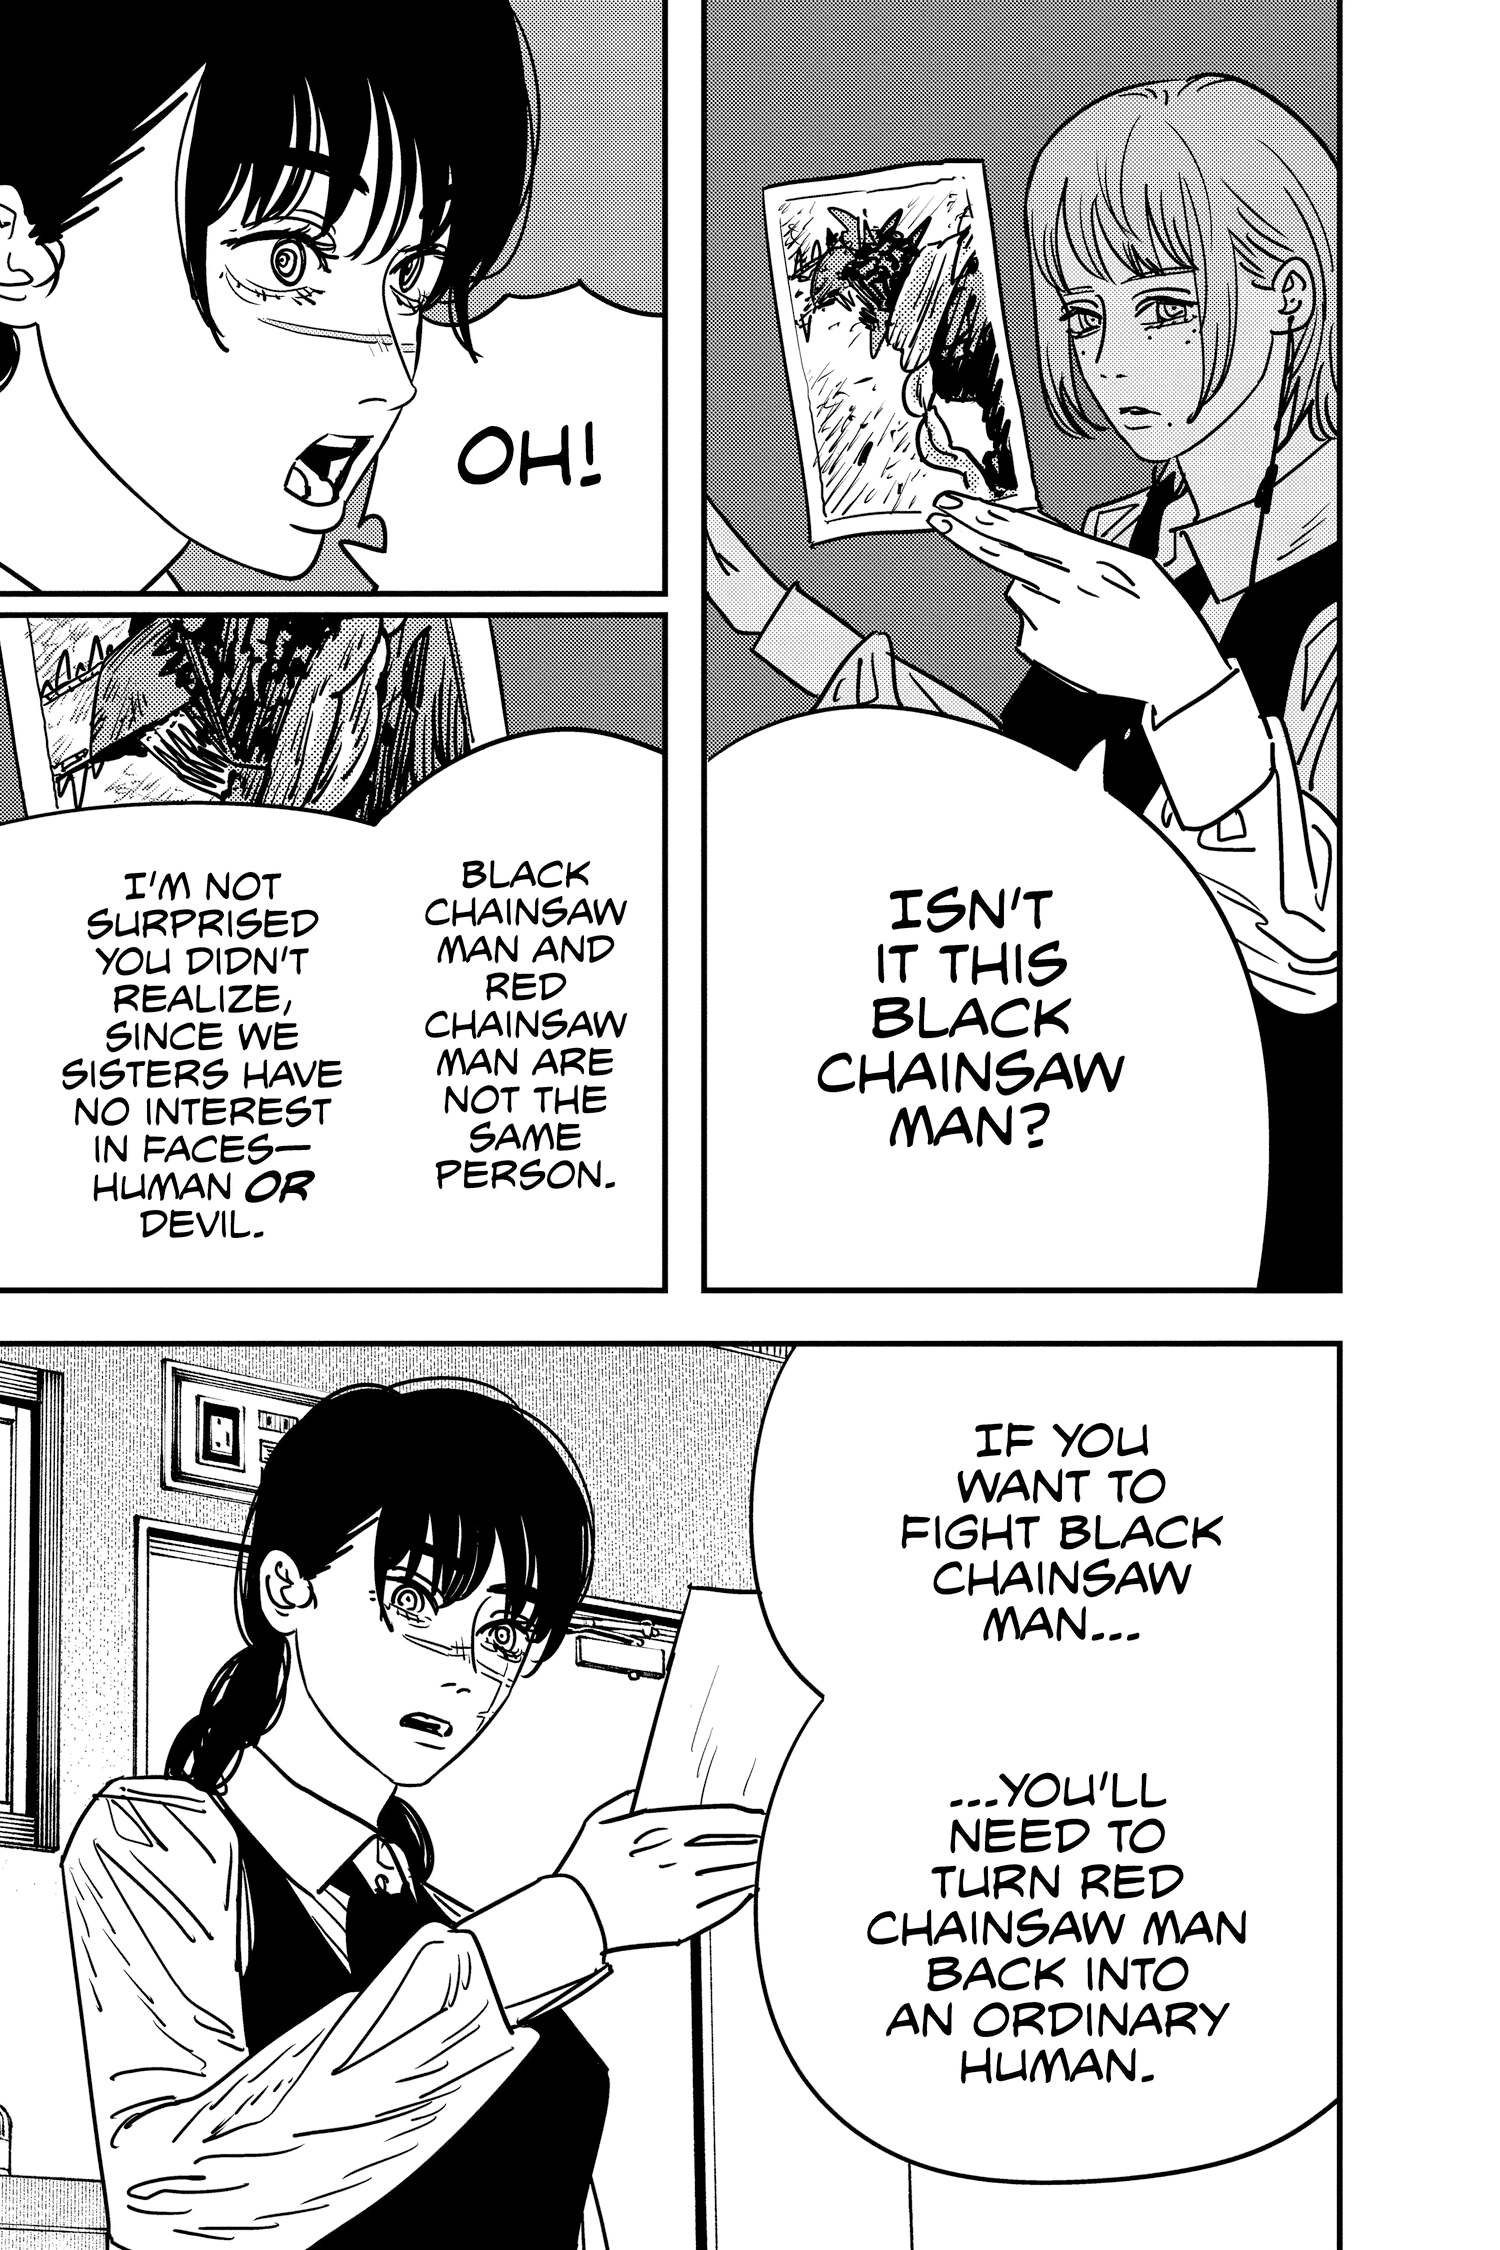 ISN'T
IT THIS
BLACK
CHAINSAW
MAN?
OH!
BLACK
CHAINSAW
MAN AND
RED
CHAINSAW
MAN ARE
NOT THE
SAME
PERSON.
I'M NOT
SURPRISED
YOU DIDN'T
REALIZE,
SINCE WE
SISTERS HAVE
NO INTEREST
IN FACES—
HUMAN OR
DEVIL.
IF YOU
WANT TO
FIGHT BLACK
CHAINSAW
MAN...
...YOU'LL
NEED TO
TURN RED
CHAINSAW MAN
BACK INTO
AN ORDINARY
HUMAN.